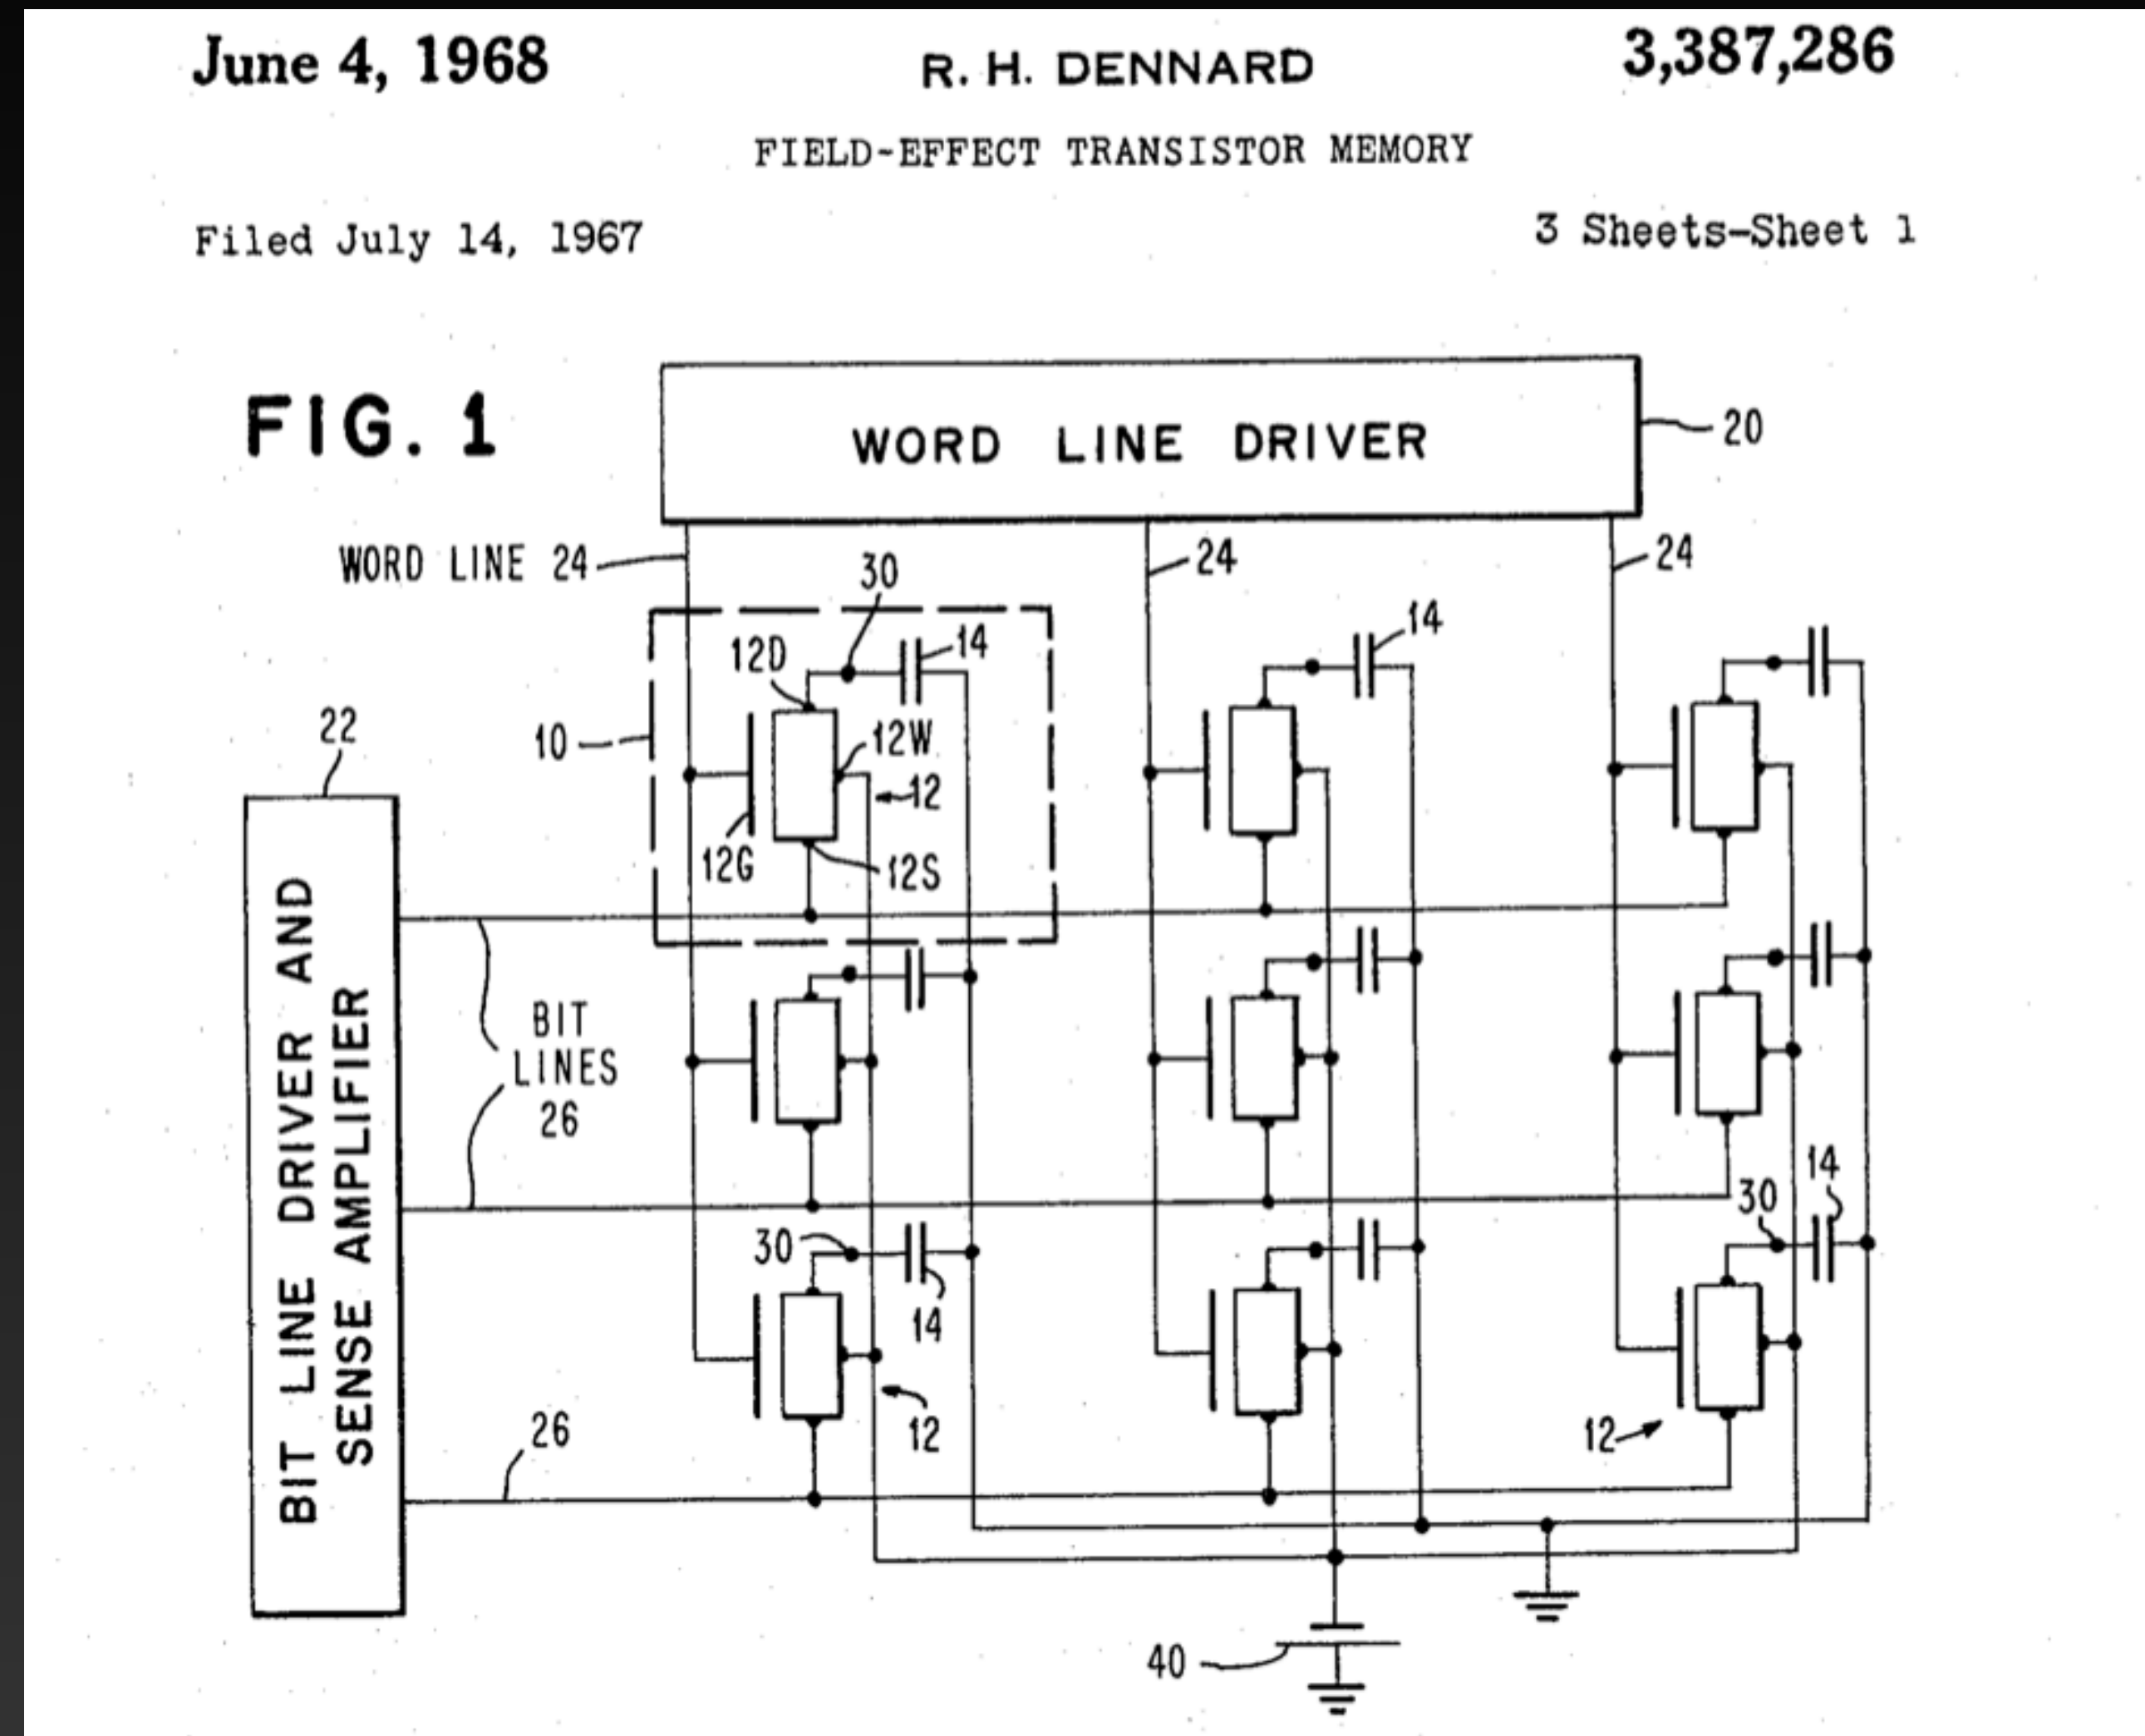 June 4, 1968
R. H. DENNARD
3,387,286
FIELD-EFFECT TRANSISTOR MEMORY
Filed July 14, 1967
3 Sheets-Sheet 1
FIG. 1
WORD LINE DRIVER
20
WORD LINE 24
30
24
24
12D
14
14
10
12W
12
12G
12S
22
BIT LINE DRIVER AND
SENSE AMPLIFIER
BIT
LINES
26
30
14
30
14
12
12
26
40